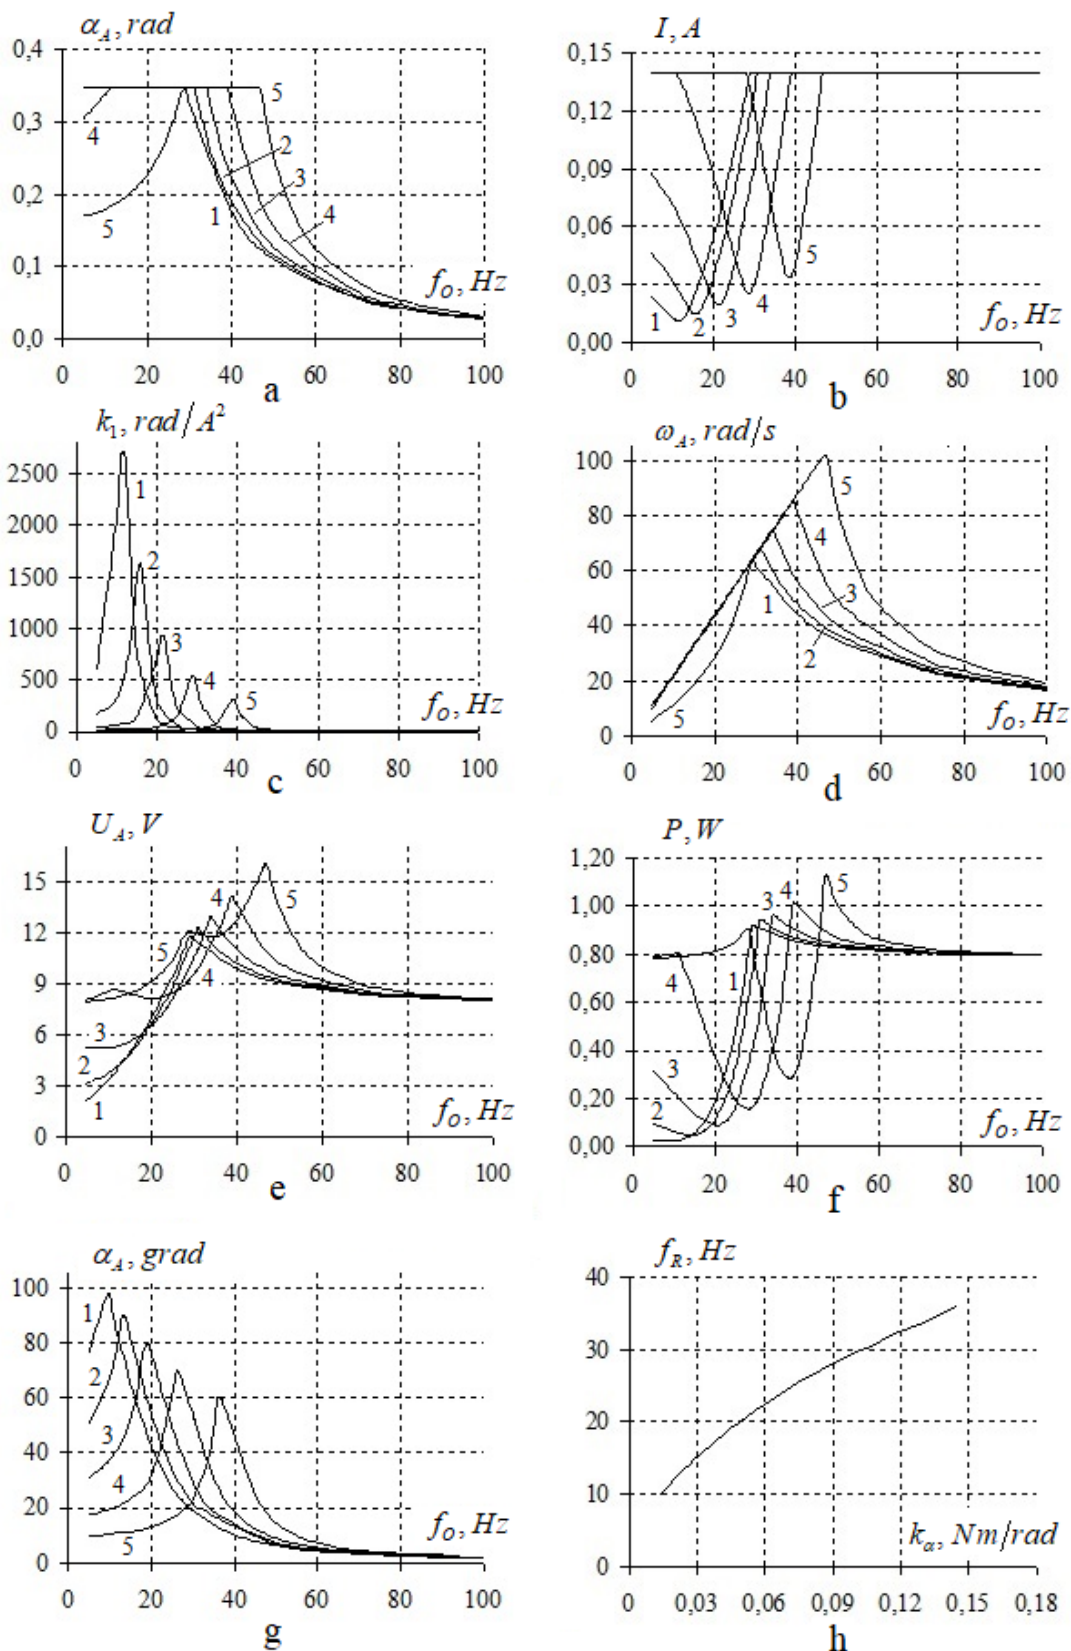 α_A, rad
0,4
0,3
0,2
0,1
0,0
4
5
5
2
3
1
4
f_O, Hz
0 20 40 60 80 100
a
I, A
0,15
0,12
0,09
0,06
0,03
0,00
1 2 3 4 5
f_O, Hz
0 20 40 60 80 100
b
k_1, rad/A^2
2500
2000
1500
1000
500
0
1
2
3
4
5
f_O, Hz
0 20 40 60 80 100
c
ω_A, rad/s
100
80
60
40
20
0
5
4
3
1
2
5
f_O, Hz
0 20 40 60 80 100
d
U_A, V
15
12
9
6
3
0
4
5
5
4
3
2
1
f_O, Hz
0 20 40 60 80 100
e
P, W
1,20
1,00
0,80
0,60
0,40
0,20
0,00
3 4 5
4
1
3
2
f_O, Hz
0 20 40 60 80 100
f
α_A, grad
100
80
60
40
20
0
1
2
3
4
5
f_O, Hz
0 20 40 60 80 100
g
f_R, Hz
40
30
20
10
0
k_α, Nm/rad
0 0,03 0,06 0,09 0,12 0,15 0,18
h